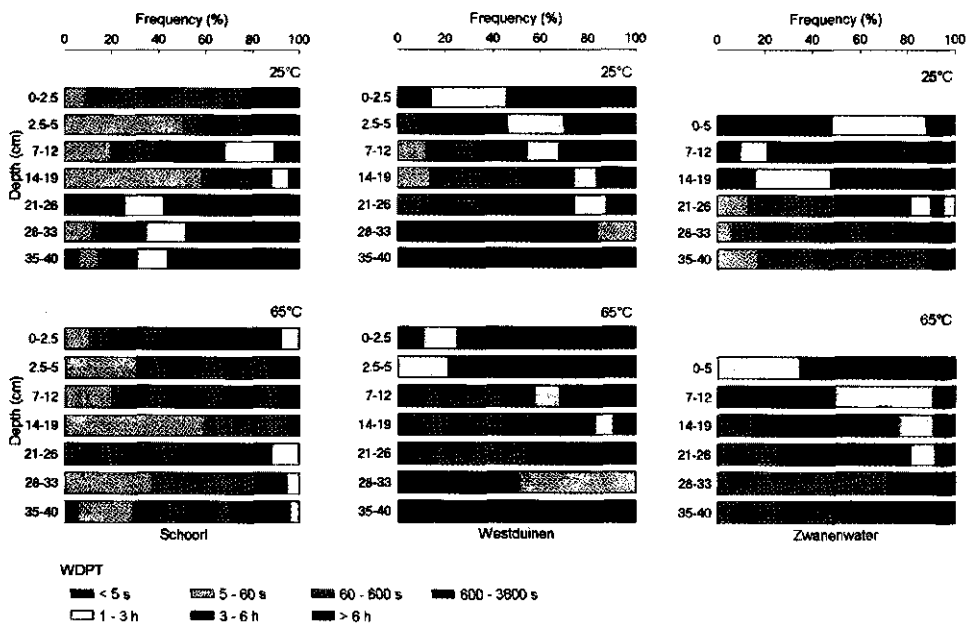 Frequency (%) Frequency (%) Frequency (%)
0 20 40 60 80 100 0 20 40 60 80 100 0 20 40 60 80 100
25°C 25°C 25°C
Depth (cm)
0-2.5 0-2.5
2.5-5 2.5-5 0-5
7-12 7-12 7-12
14-19 14-19 14-19
21-26 21-26 21-26
28-33 28-33 28-33
35-40 35-40 35-40
65°C 65°C 65°C
Depth (cm)
0-2.5 0-2.5
2.5-5 2.5-5 0-5
7-12 7-12 7-12
14-19 14-19 14-19
21-26 21-26 21-26
28-33 28-33 28-33
35-40 35-40 35-40
Schoorl Westduinen Zwanenwater
WDPT
< 5 s 5 - 60 s 60 - 600 s 600 - 3600 s
1 - 3 h 3 - 6 h > 6 h